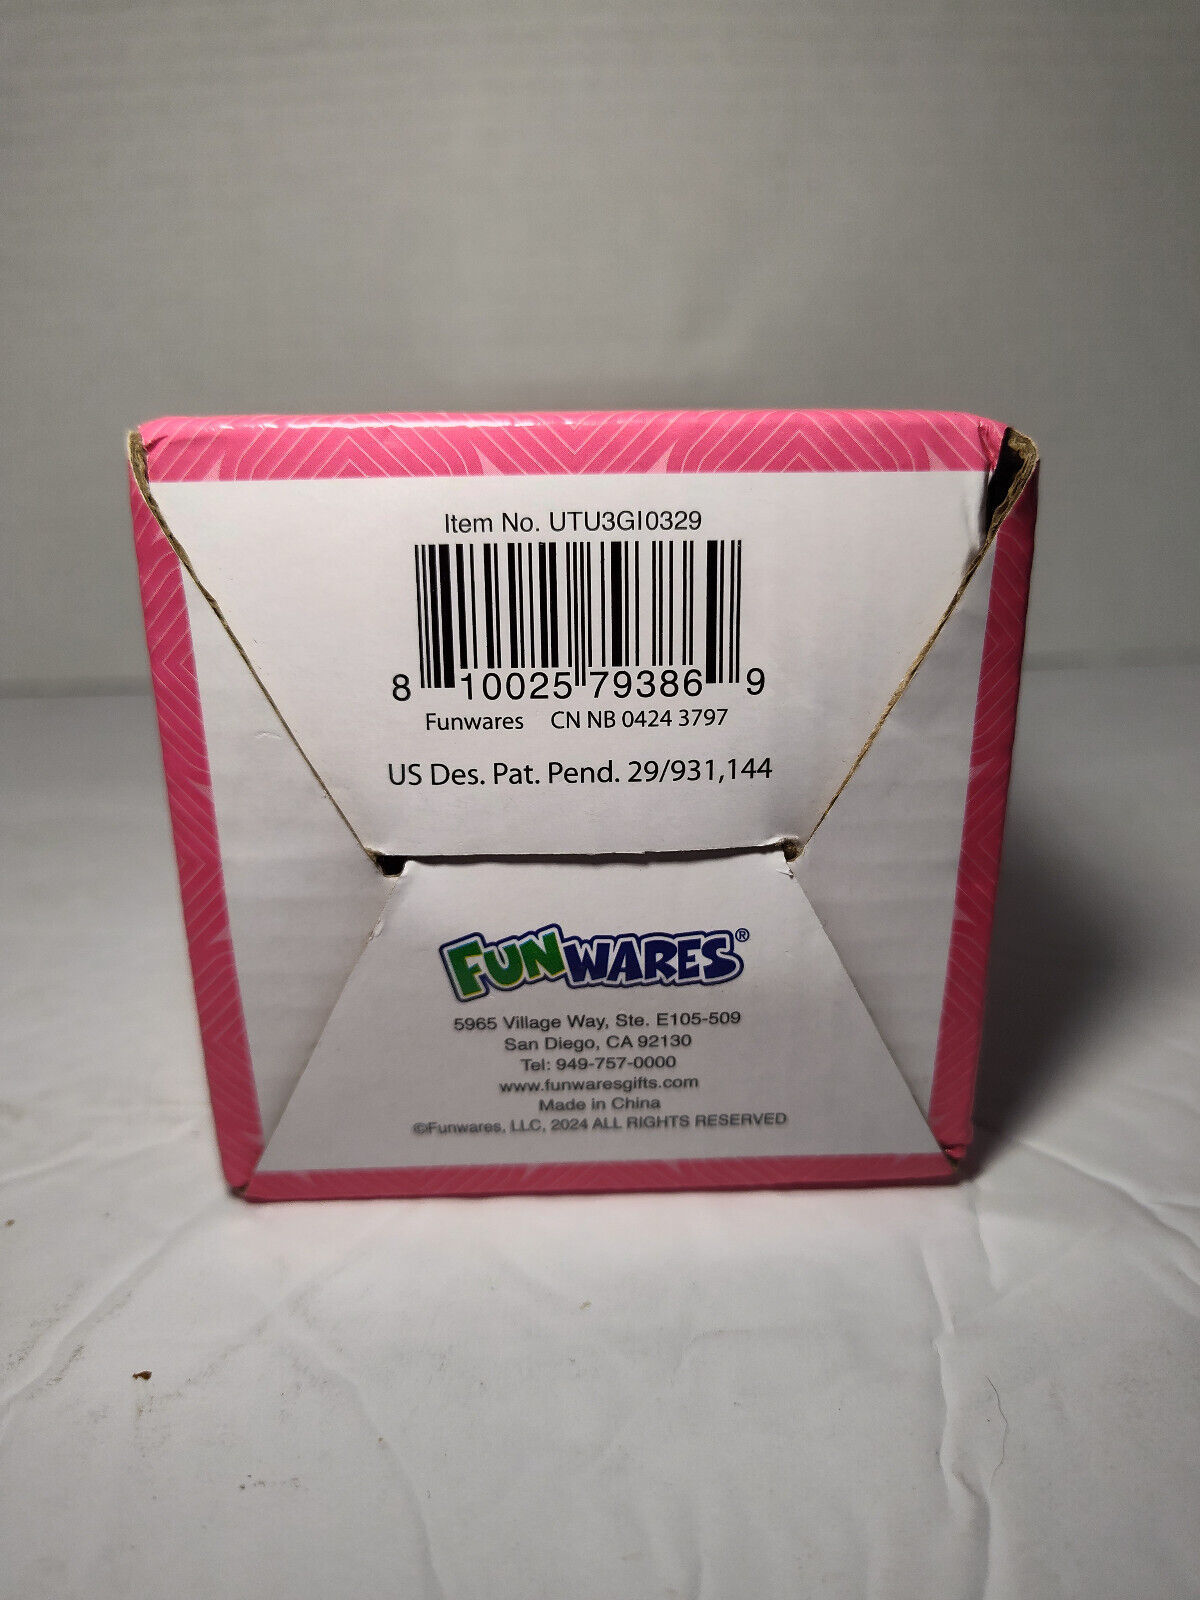 Item No. UTU3GI0329
8 10025 79386 9
Funwares CN NB 0424 3797
US Des. Pat. Pend. 29/931,144
FUNWARES®
5965 Village Way, Ste. E105-509
San Diego, CA 92130
Tel: 949-757-0000
www.funwaresgifts.com
Made in China
©Funwares, LLC, 2024 ALL RIGHTS RESERVED